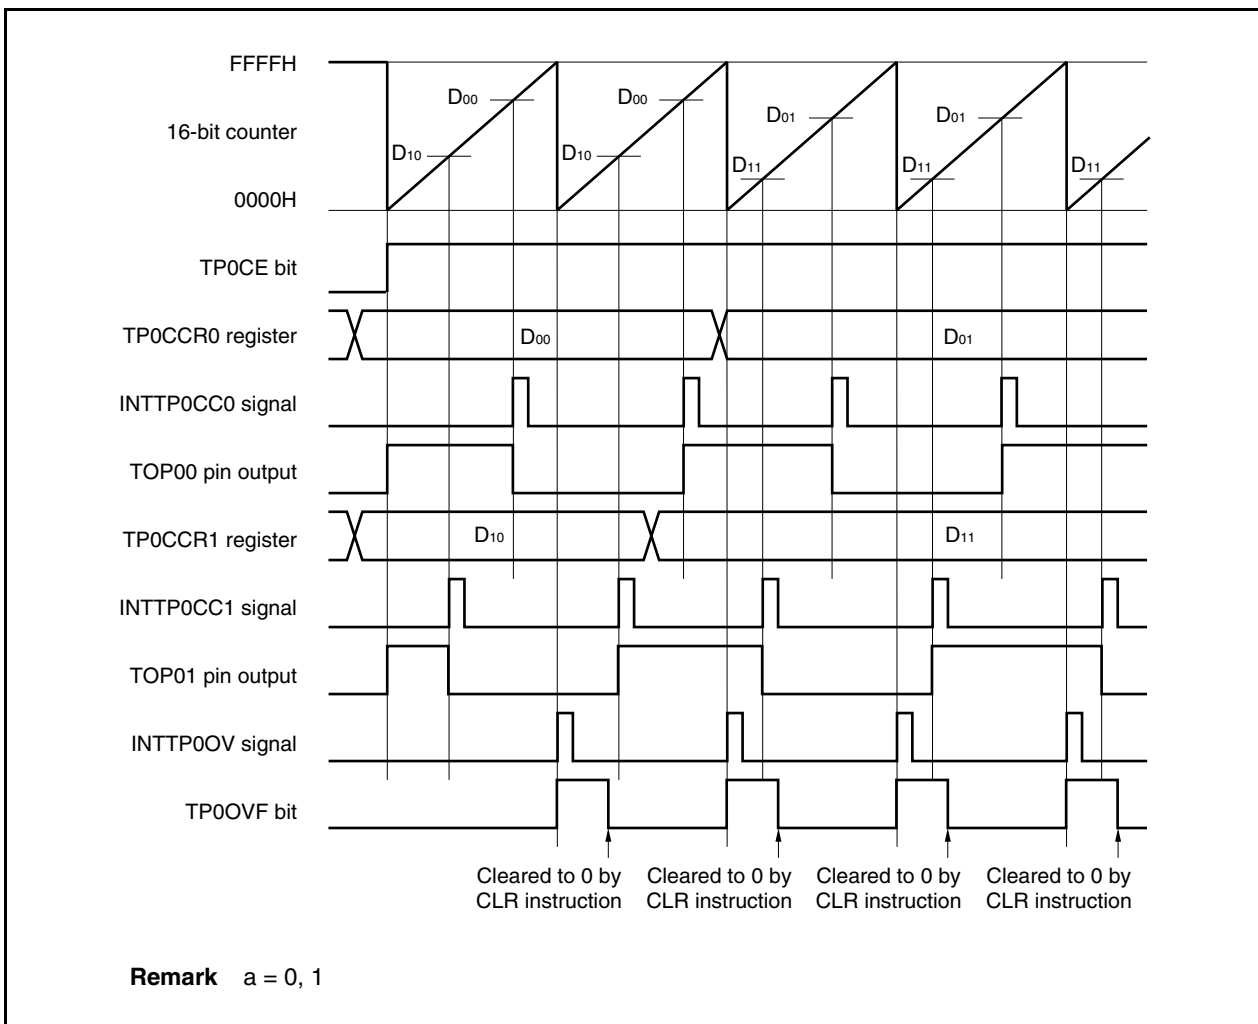 FFFFH
D00 D00 D01 D01
16-bit counter
D10 D10 D11 D11 D11
0000H
TP0CE bit
TP0CCR0 register D00 D01
INTTP0CC0 signal
TOP00 pin output
TP0CCR1 register D10 D11
INTTP0CC1 signal
TOP01 pin output
INTTP0OV signal
TP0OVF bit
Cleared to 0 by Cleared to 0 by Cleared to 0 by Cleared to 0 by
CLR instruction CLR instruction CLR instruction CLR instruction
Remark a = 0, 1